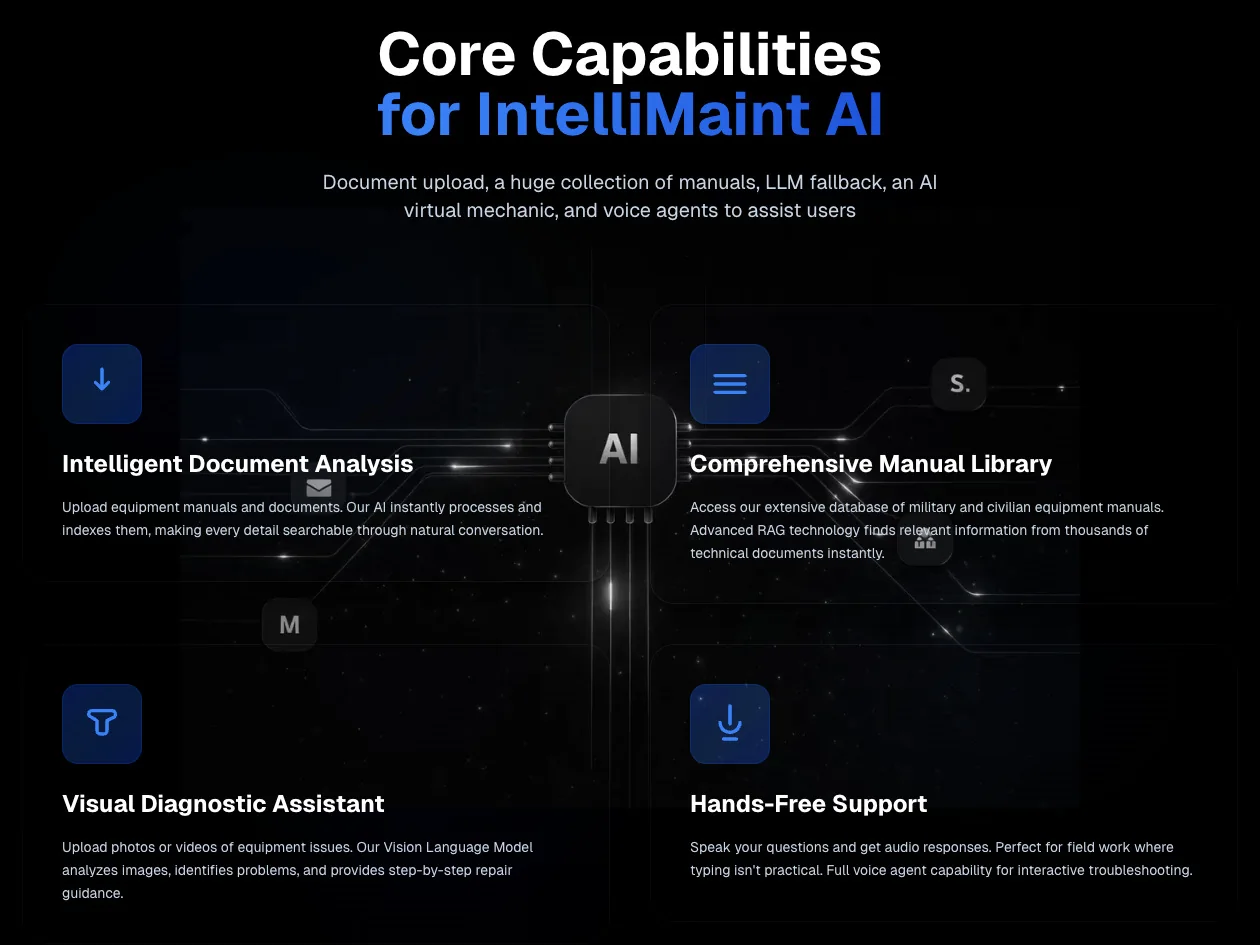 Core Capabilities
for IntelliMaint AI
Document upload, a huge collection of manuals, LLM fallback, an AI
virtual mechanic, and voice agents to assist users
AI
S.
M
Intelligent Document Analysis
Upload equipment manuals and documents. Our AI instantly processes and
indexes them, making every detail searchable through natural conversation.
Comprehensive Manual Library
Access our extensive database of military and civilian equipment manuals.
Advanced RAG technology finds relevant information from thousands of
technical documents instantly.
Visual Diagnostic Assistant
Upload photos or videos of equipment issues. Our Vision Language Model
analyzes images, identifies problems, and provides step-by-step repair
guidance.
Hands-Free Support
Speak your questions and get audio responses. Perfect for field work where
typing isn't practical. Full voice agent capability for interactive troubleshooting.